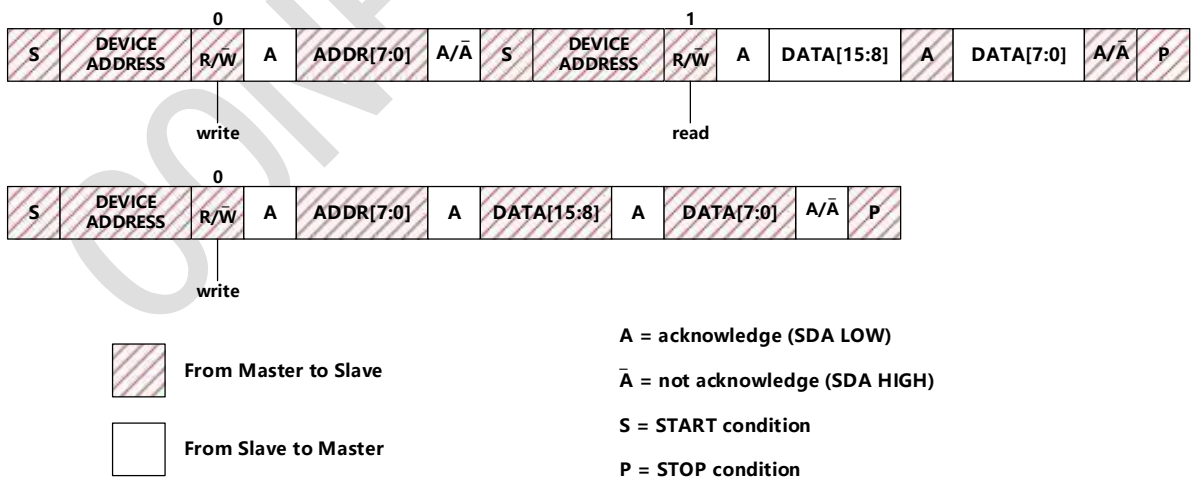 0 1
S DEVICE ADDRESS R/W̅ A ADDR[7:0] A/A̅ S DEVICE ADDRESS R/W̅ A DATA[15:8] A DATA[7:0] A/A̅ P
write read
0
S DEVICE ADDRESS R/W̅ A ADDR[7:0] A DATA[15:8] A DATA[7:0] A/A̅ P
write
From Master to Slave
From Slave to Master
A = acknowledge (SDA LOW)
A̅ = not acknowledge (SDA HIGH)
S = START condition
P = STOP condition